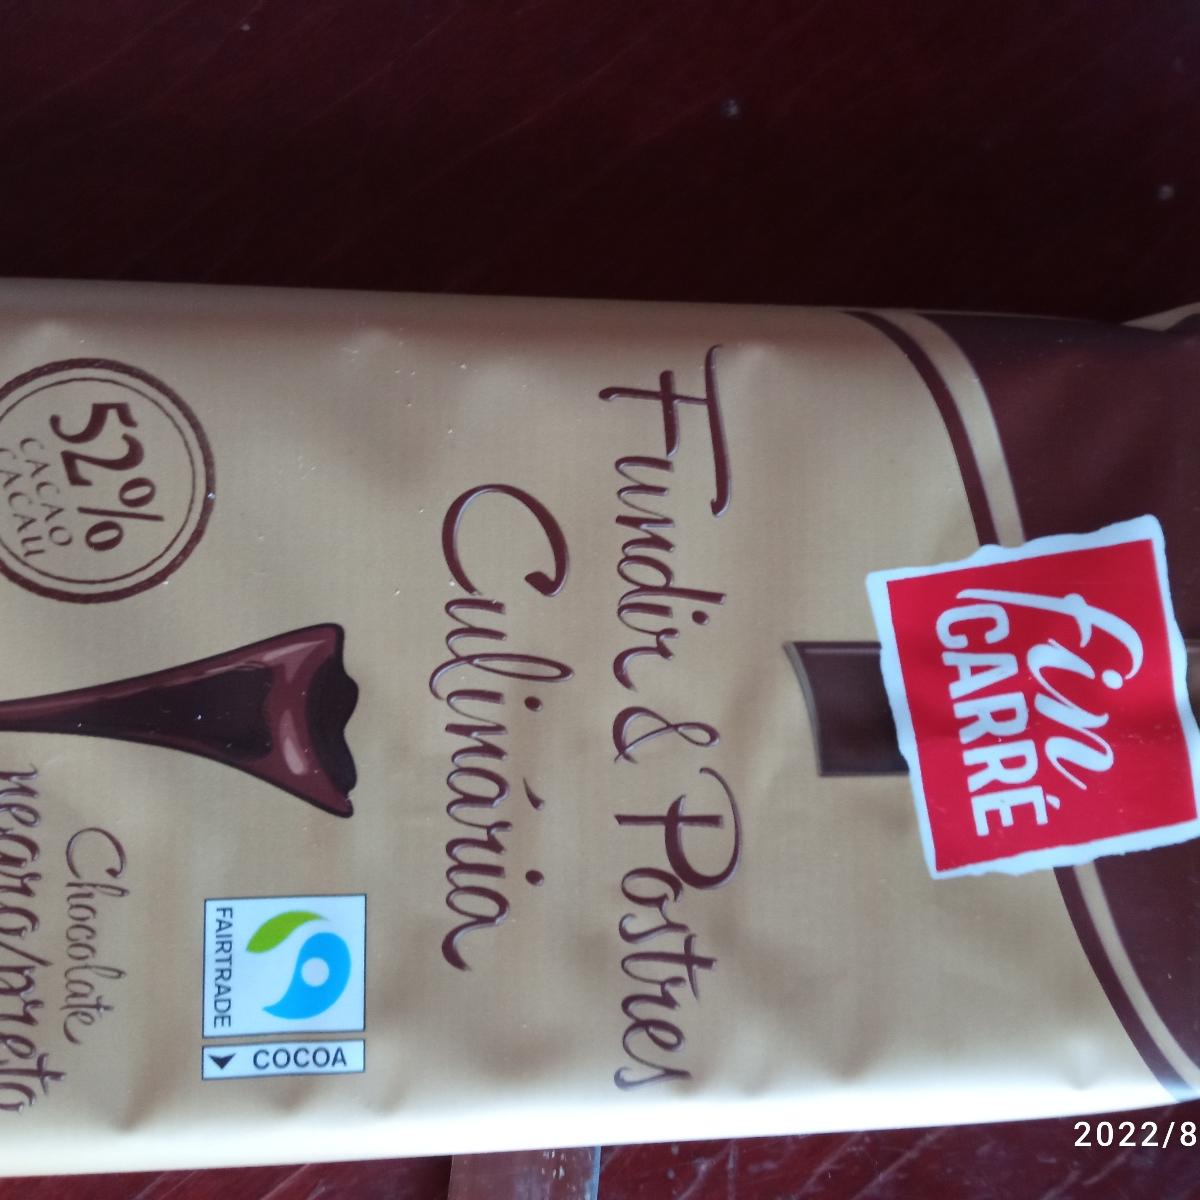 fin
CARRÉ
Fundir & Postres
Culinária
52%
CACAO
CACAU
FAIRTRADE
COCOA
Chocolate
negro/preto
2022/8